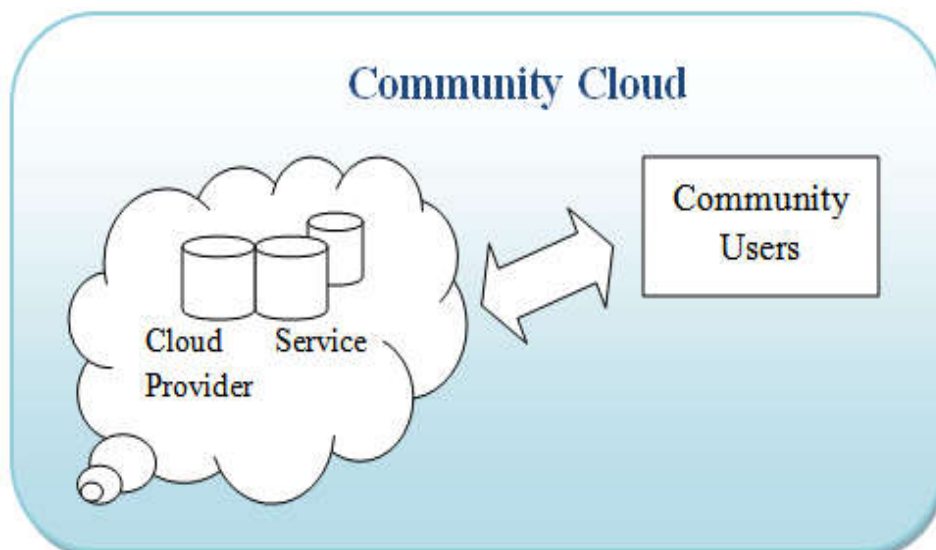 Community Cloud
Community
Users
Cloud Service
Provider